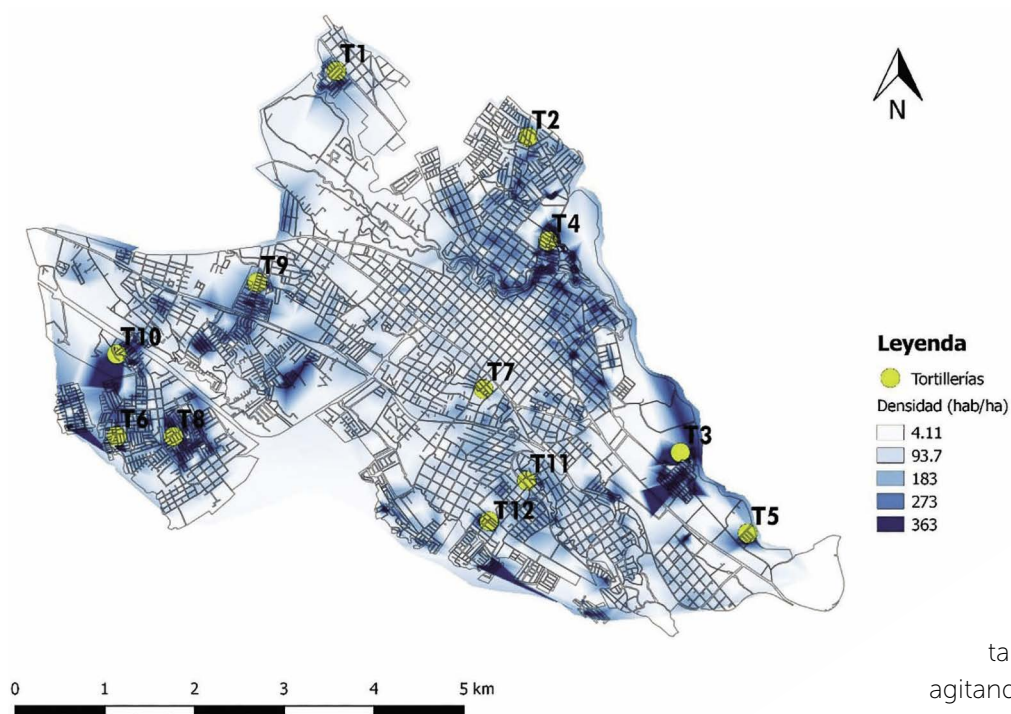 T1
T2
N
T4
T9
T10
T7
T6 T8
T3
T11
T12
T5
Leyenda
Tortillerías
Densidad (hab/ha)
4.11
93.7
183
273
363
0 1 2 3 4 5 km
ta
agitand